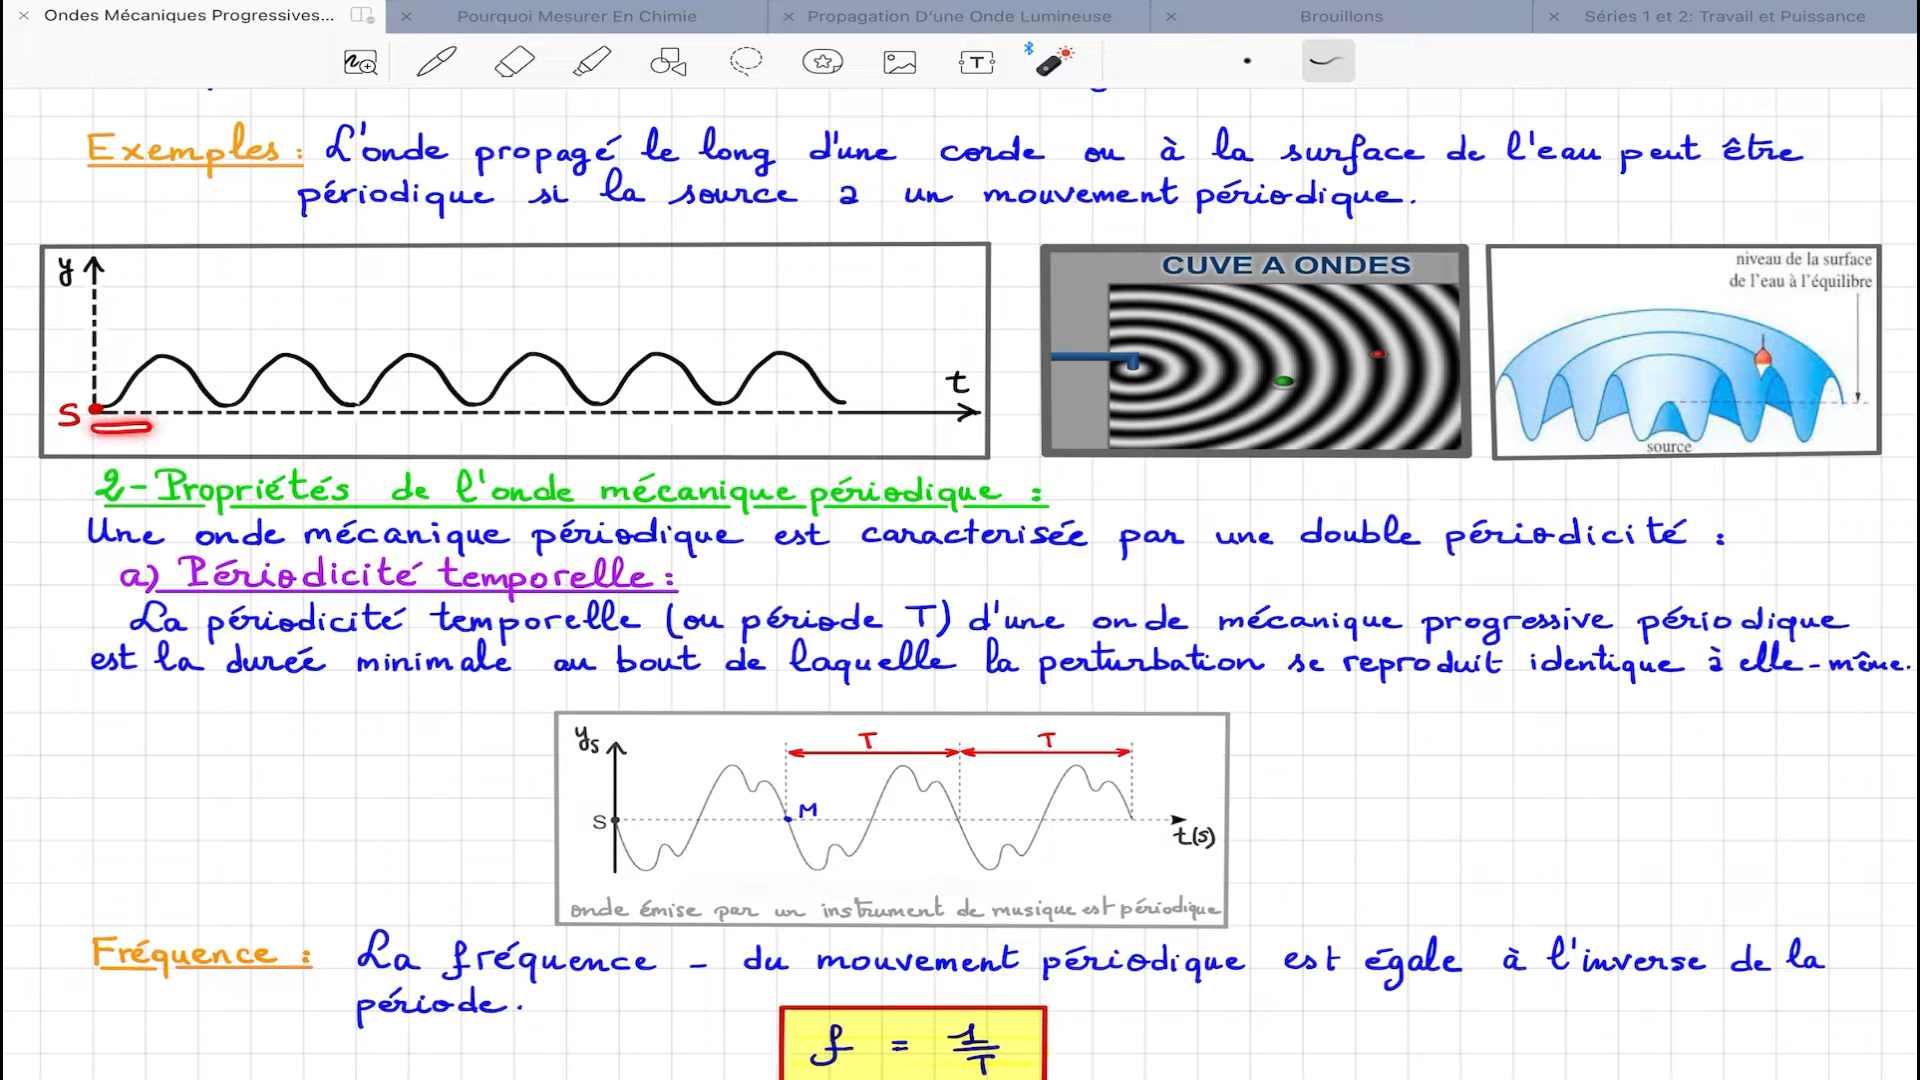 Ondes Mécaniques Progressives...
Pourquoi Mesurer En Chimie
Propagation D'une Onde Lumineuse
Brouillons
Séries 1 et 2: Travail et Puissance
T
Exemples : L'onde propagé le long d'une corde ou à la surface de l'eau peut être
périodique si la source a un mouvement périodique.
y
t
S
CUVE A ONDES
niveau de la surface
de l'eau à l'équilibre
source
2- Propriétés de l'onde mécanique périodique :
Une onde mécanique périodique est caracterisée par une double périodicité :
a) Périodicité temporelle :
La périodicité temporelle (ou période T) d'une onde mécanique progressive périodique
est la durée minimale au bout de laquelle la perturbation se reproduit identique à elle-même.
ys
T
T
M
S
t(s)
onde émise par un instrument de musique est périodique
Fréquence : La fréquence - du mouvement périodique est égale à l'inverse de la
période.
f = 1/T